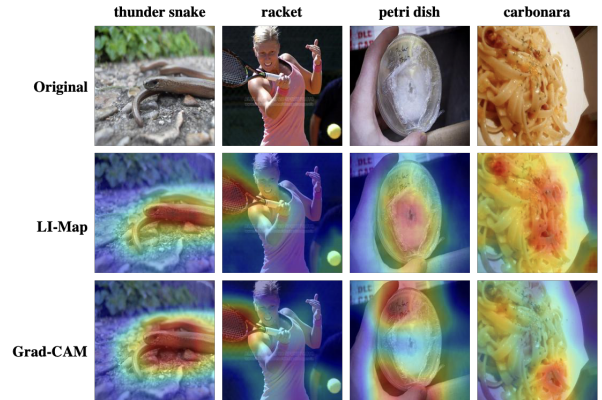 thunder snake racket petri dish carbonara
Original
LI-Map
Grad-CAM